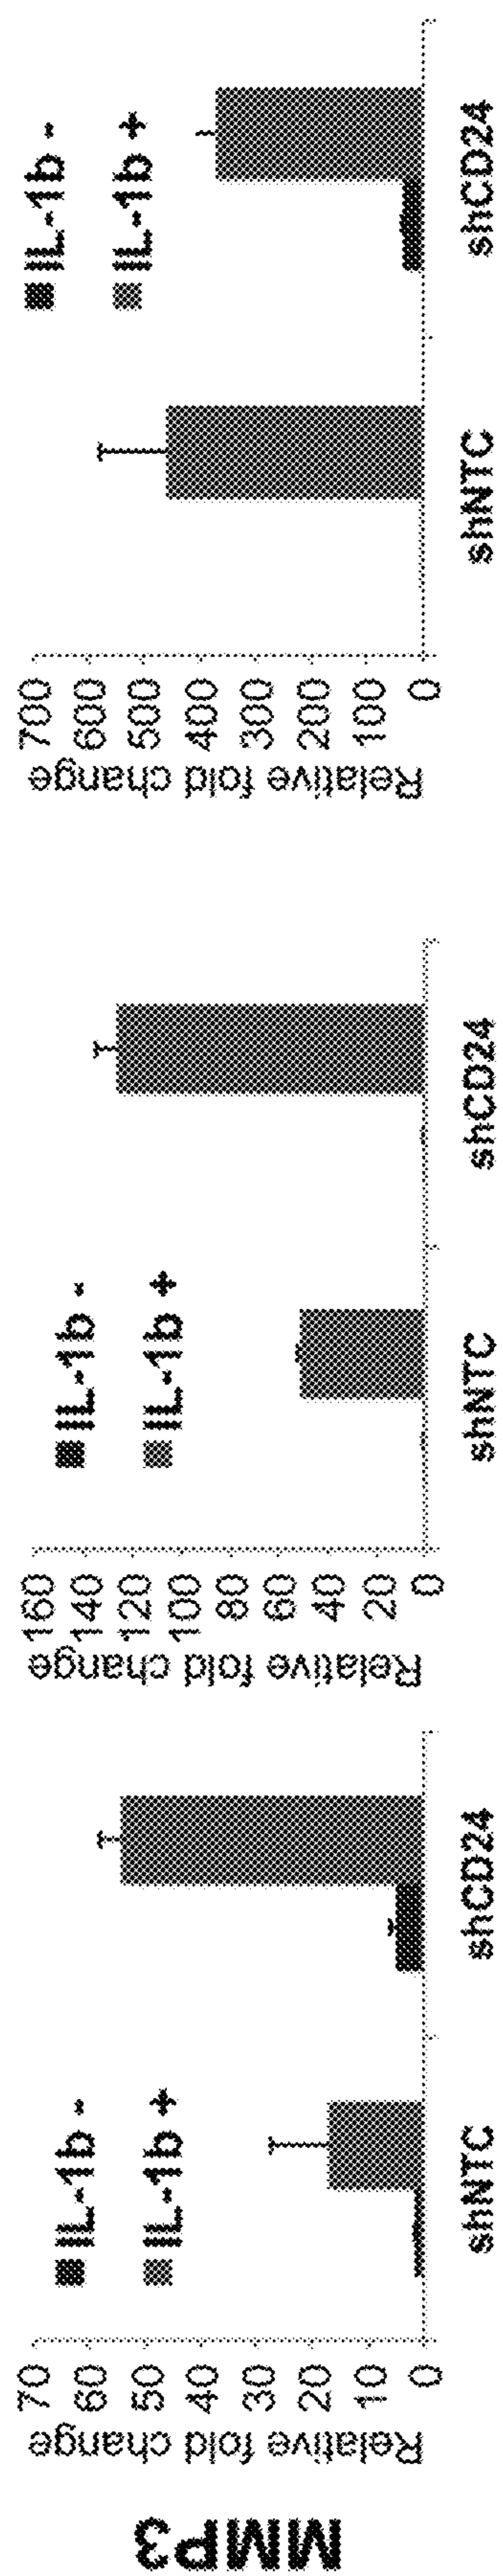 MMP3
Relative fold change
70
60
50
40
30
20
10
0
IL-1b -
IL-1b +
shNTC
shCD24
Relative fold change
160
140
120
100
80
60
40
20
0
IL-1b -
IL-1b +
shNTC
shCD24
Relative fold change
700
600
500
400
300
200
100
0
IL-1b -
IL-1b +
shNTC
shCD24